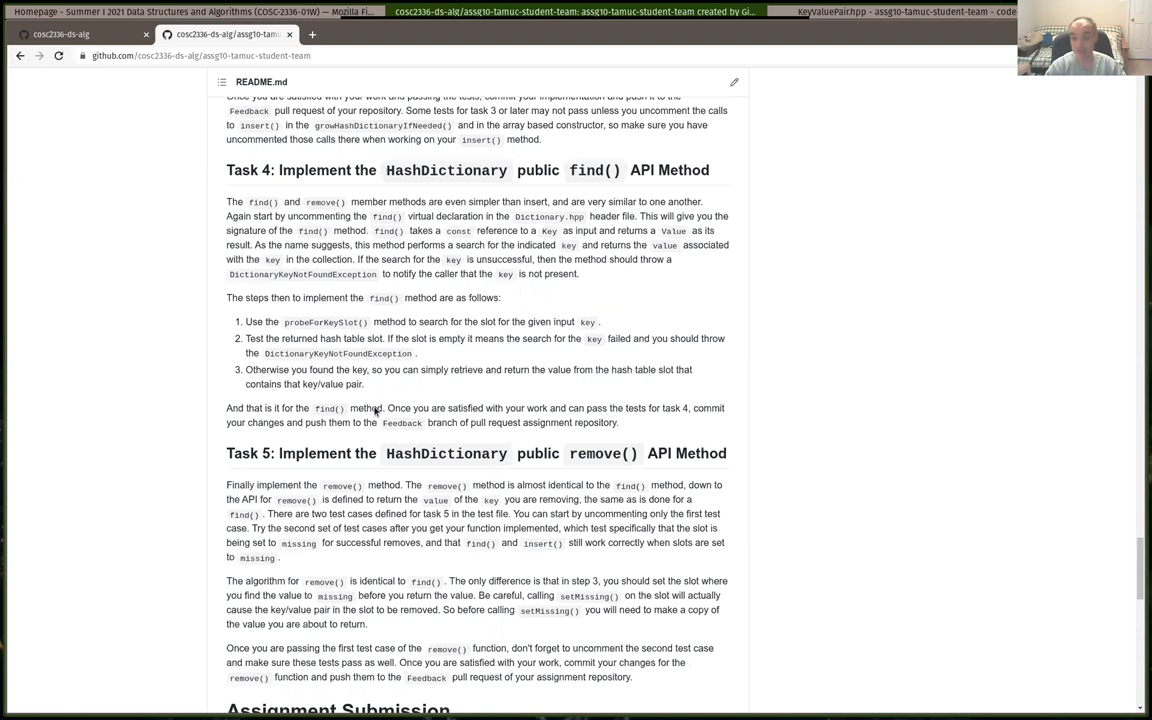 Homepage - Summer I 2021 Data Structures and Algorithms (COSC-2336-01W) — Mozilla Fi...
cosc2336-ds-alg/assg10-tamuc-student-team: assg10-tamuc-student-team created by Gi...
KeyValuePair.hpp - assg10-tamuc-student-team - code
cosc2336-ds-alg
cosc2336-ds-alg/assg10-tamu
github.com/cosc2336-ds-alg/assg10-tamuc-student-team
README.md
Once you are satisfied with your work and passing the tests, commit your implementation and push it to the
Feedback pull request of your repository. Some tests for task 3 or later may not pass unless you uncomment the calls
to insert() in the growHashDictionaryIfNeeded() and in the array based constructor, so make sure you have
uncommented those calls there when working on your insert() method.
Task 4: Implement the HashDictionary public find() API Method
The find() and remove() member methods are even simpler than insert, and are very similar to one another.
Again start by uncommenting the find() virtual declaration in the Dictionary.hpp header file. This will give you the
signature of the find() method. find() takes a const reference to a Key as input and returns a Value as its
result. As the name suggests, this method performs a search for the indicated key and returns the value associated
with the key in the collection. If the search for the key is unsuccessful, then the method should throw a
DictionaryKeyNotFoundException to notify the caller that the key is not present.
The steps then to implement the find() method are as follows:
1. Use the probeForKeySlot() method to search for the slot for the given input key.
2. Test the returned hash table slot. If the slot is empty it means the search for the key failed and you should throw
the DictionaryKeyNotFoundException.
3. Otherwise you found the key, so you can simply retrieve and return the value from the hash table slot that
contains that key/value pair.
And that is it for the find() method. Once you are satisfied with your work and can pass the tests for task 4, commit
your changes and push them to the Feedback branch of pull request assignment repository.
Task 5: Implement the HashDictionary public remove() API Method
Finally implement the remove() method. The remove() method is almost identical to the find() method, down to
the API for remove() is defined to return the value of the key you are removing, the same as is done for a
find(). There are two test cases defined for task 5 in the test file. You can start by uncommenting only the first test
case. Try the second set of test cases after you get your function implemented, which test specifically that the slot is
being set to missing for successful removes, and that find() and insert() still work correctly when slots are set
to missing.
The algorithm for remove() is identical to find(). The only difference is that in step 3, you should set the slot where
you find the value to missing before you return the value. Be careful, calling setMissing() on the slot will actually
cause the key/value pair in the slot to be removed. So before calling setMissing() you will need to make a copy of
the value you are about to return.
Once you are passing the first test case of the remove() function, don't forget to uncomment the second test case
and make sure these tests pass as well. Once you are satisfied with your work, commit your changes for the
remove() function and push them to the Feedback pull request of your assignment repository.
Assignment Submission